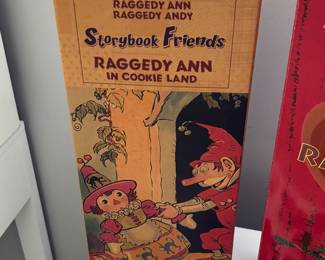 RAGGEDY ANN
RAGGEDY ANDY
Storybook Friends
RAGGEDY ANN
IN COOKIE LAND